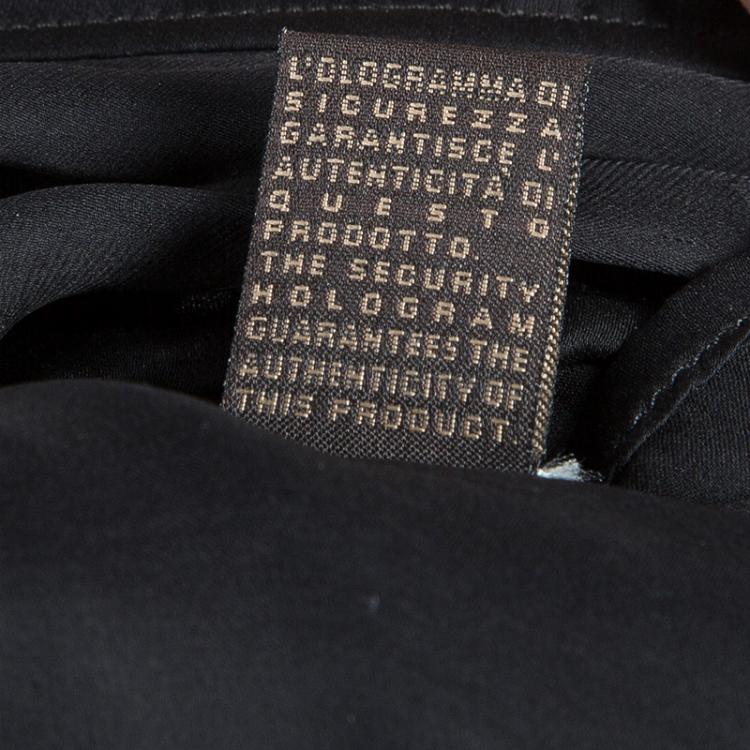 L'OLOGRAMMA DI
SICUREZZA
GARANTISCE L'
AUTENTICITÀ DI
QUESTO
PRODOTTO.
THE SECURITY
HOLOGRAM
GUARANTEES THE
AUTHENTICITY OF
THIS PRODUCT.